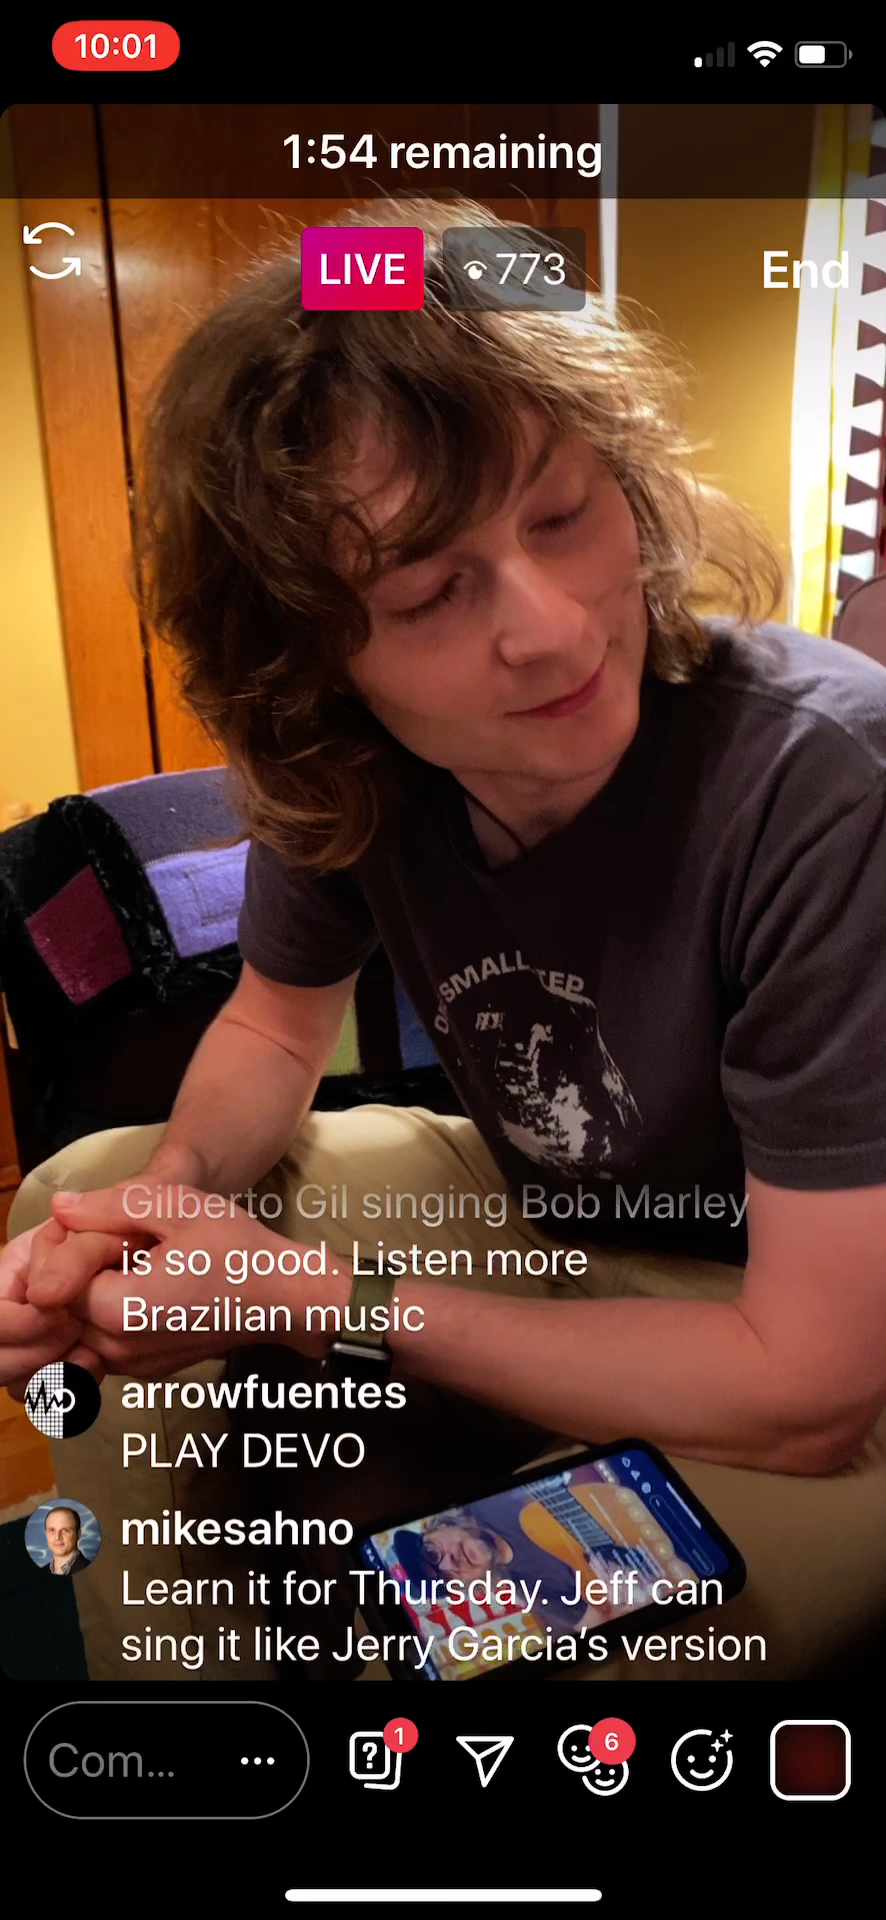 10:01
1:54 remaining
LIVE
773
End
SMALL
Gilberto Gil singing Bob Marley
is so good. Listen more
Brazilian music
arrowfuentes
PLAY DEVO
mikesahno
Learn it for Thursday. Jeff can
sing it like Jerry Garcia’s version
Com...
1
6